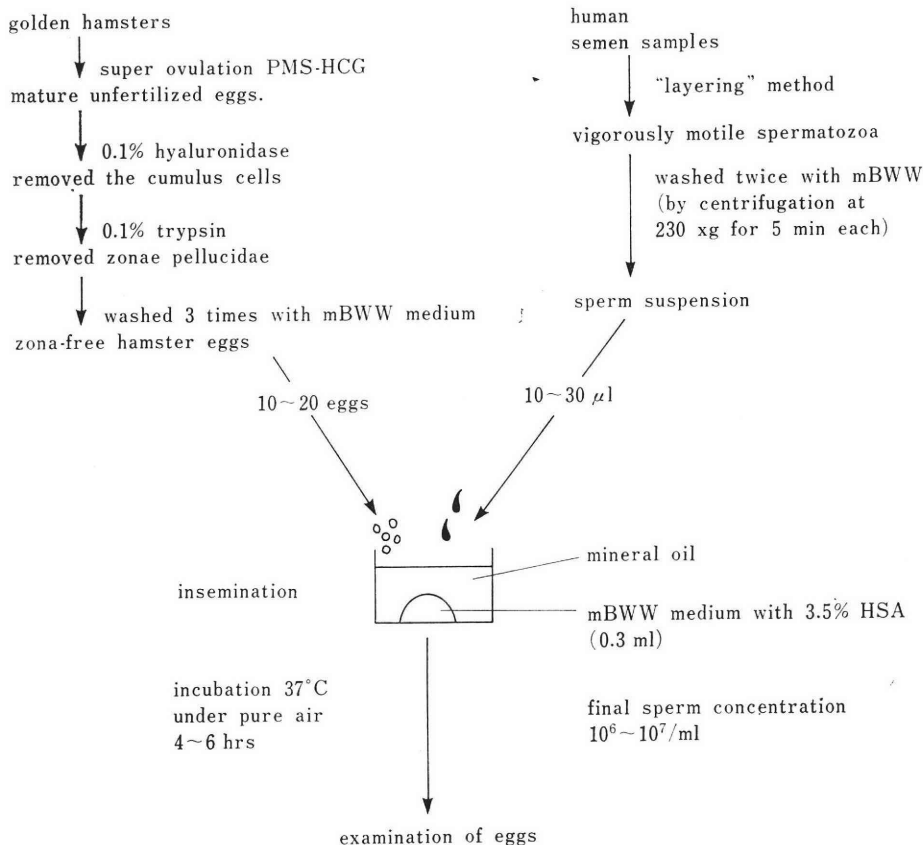 golden hamsters
super ovulation PMS-HCG
mature unfertilized eggs.
0.1% hyaluronidase
removed the cumulus cells
0.1% trypsin
removed zonae pellucidae
washed 3 times with mBWW medium
zona-free hamster eggs
10~20 eggs
human
semen samples
"layering" method
vigorously motile spermatozoa
washed twice with mBWW
(by centrifugation at
230 xg for 5 min each)
sperm suspension
10~30 μl
insemination
mineral oil
mBWW medium with 3.5% HSA
(0.3 ml)
incubation 37°C
under pure air
4~6 hrs
final sperm concentration
10⁶~10⁷/ml
examination of eggs